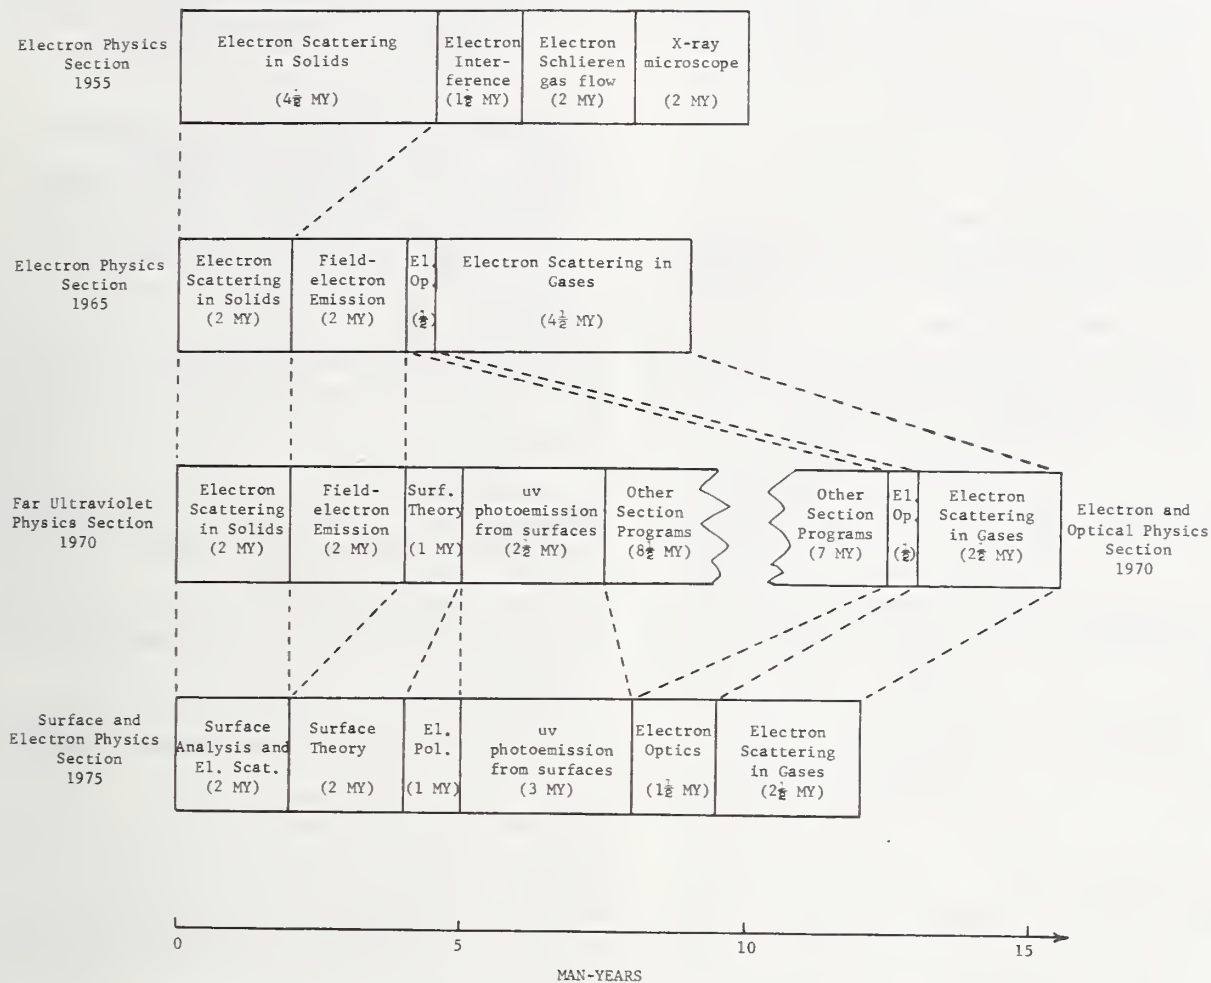 Electron Physics
Section
1955
Electron Scattering
in Solids
(4½ MY)
Electron
Inter-
ference
(1½ MY)
Electron
Schlieren
gas flow
(2 MY)
X-ray
microscope
(2 MY)
Electron Physics
Section
1965
Electron
Scattering
in Solids
(2 MY)
Field-
electron
Emission
(2 MY)
El.
Op.
(½)
Electron Scattering in
Gases
(4½ MY)
Far Ultraviolet
Physics Section
1970
Electron
Scattering
in Solids
(2 MY)
Field-
electron
Emission
(2 MY)
Surf.
Theory
(1 MY)
uv
photoemission
from surfaces
(2½ MY)
Other
Section
Programs
(8½ MY)
Other
Section
Programs
(7 MY)
El.
Op.
(½)
Electron
Scattering
in Gases
(2½ MY)
Electron and
Optical Physics
Section
1970
Surface and
Electron Physics
Section
1975
Surface
Analysis and
El. Scat.
(2 MY)
Surface
Theory
(2 MY)
El.
Pol.
(1 MY)
uv
photoemission
from surfaces
(3 MY)
Electron
Optics
(1½ MY)
Electron
Scattering
in Gases
(2½ MY)
0
5
10
15
MAN-YEARS